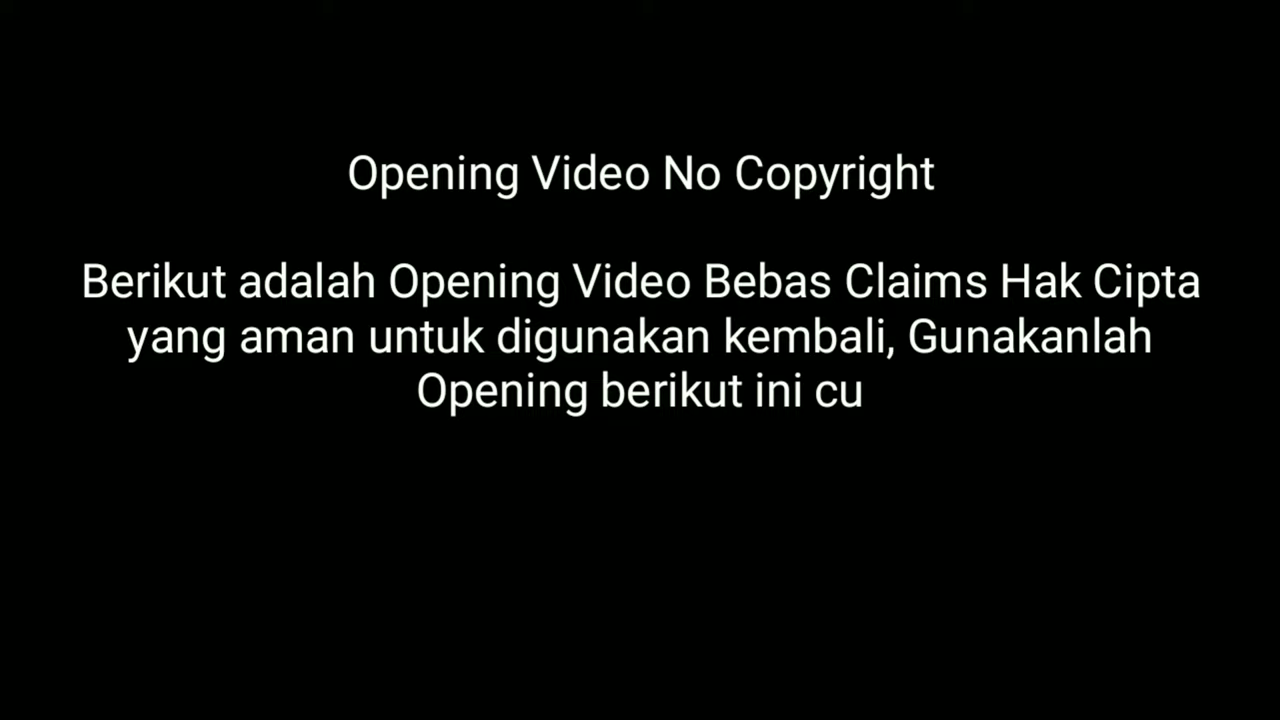 Opening Video No Copyright
Berikut adalah Opening Video Bebas Claims Hak Cipta
yang aman untuk digunakan kembali, Gunakanlah
Opening berikut ini cu